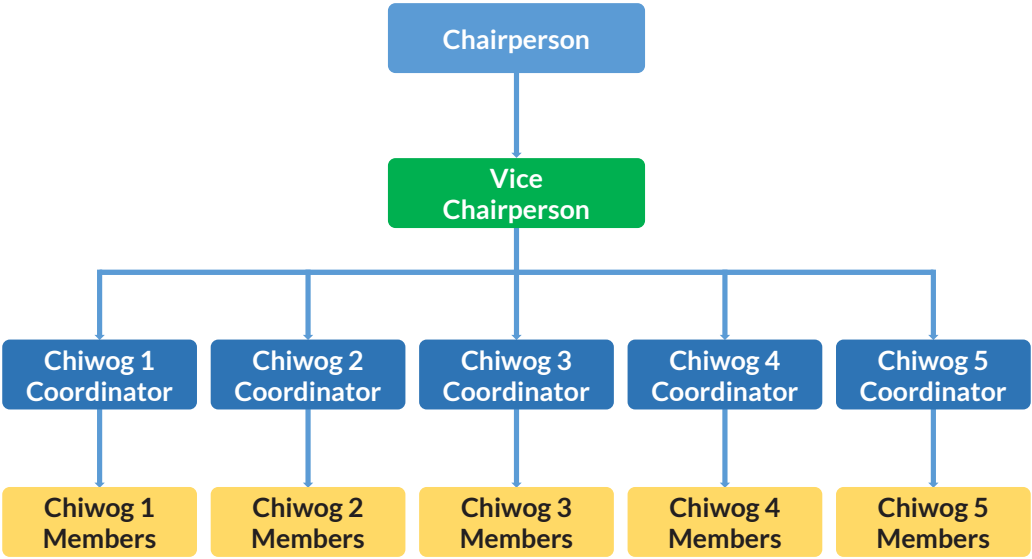 Chairperson
Vice
Chairperson
Chiwog 1
Coordinator
Chiwog 2
Coordinator
Chiwog 3
Coordinator
Chiwog 4
Coordinator
Chiwog 5
Coordinator
Chiwog 1
Members
Chiwog 2
Members
Chiwog 3
Members
Chiwog 4
Members
Chiwog 5
Members